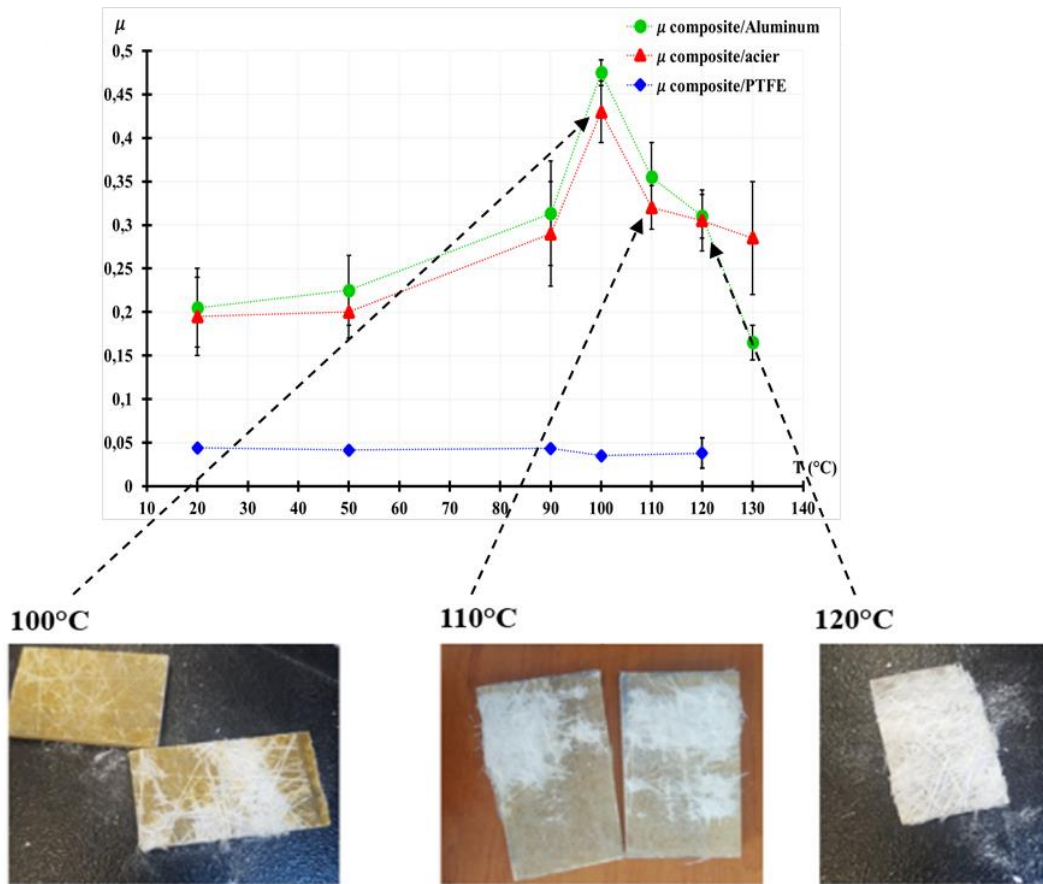 μ
μ composite/Aluminum
μ composite/acier
μ composite/PTFE
0,5
0,45
0,4
0,35
0,3
0,25
0,2
0,15
0,1
0,05
0
T (°C)
10 20 30 40 50 60 70 80 90 100 110 120 130 140
100°C 110°C 120°C